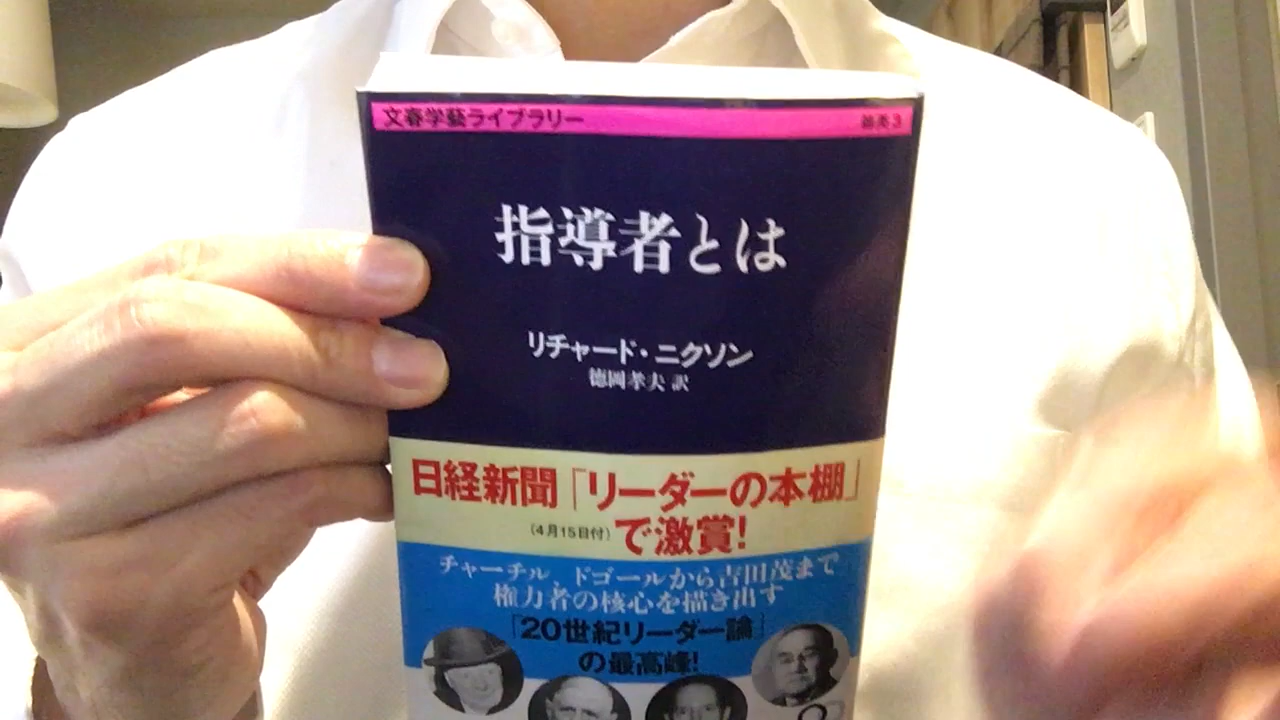 文春学藝ライブラリー
指導者とは
リチャード・ニクソン
徳岡孝夫 訳
日経新聞「リーダーの本棚」
(4月15日付)で激賞!
チャーチル、ドゴールから吉田茂まで
権力者の核心を描き出す
「20世紀リーダー論」
の最高峰!